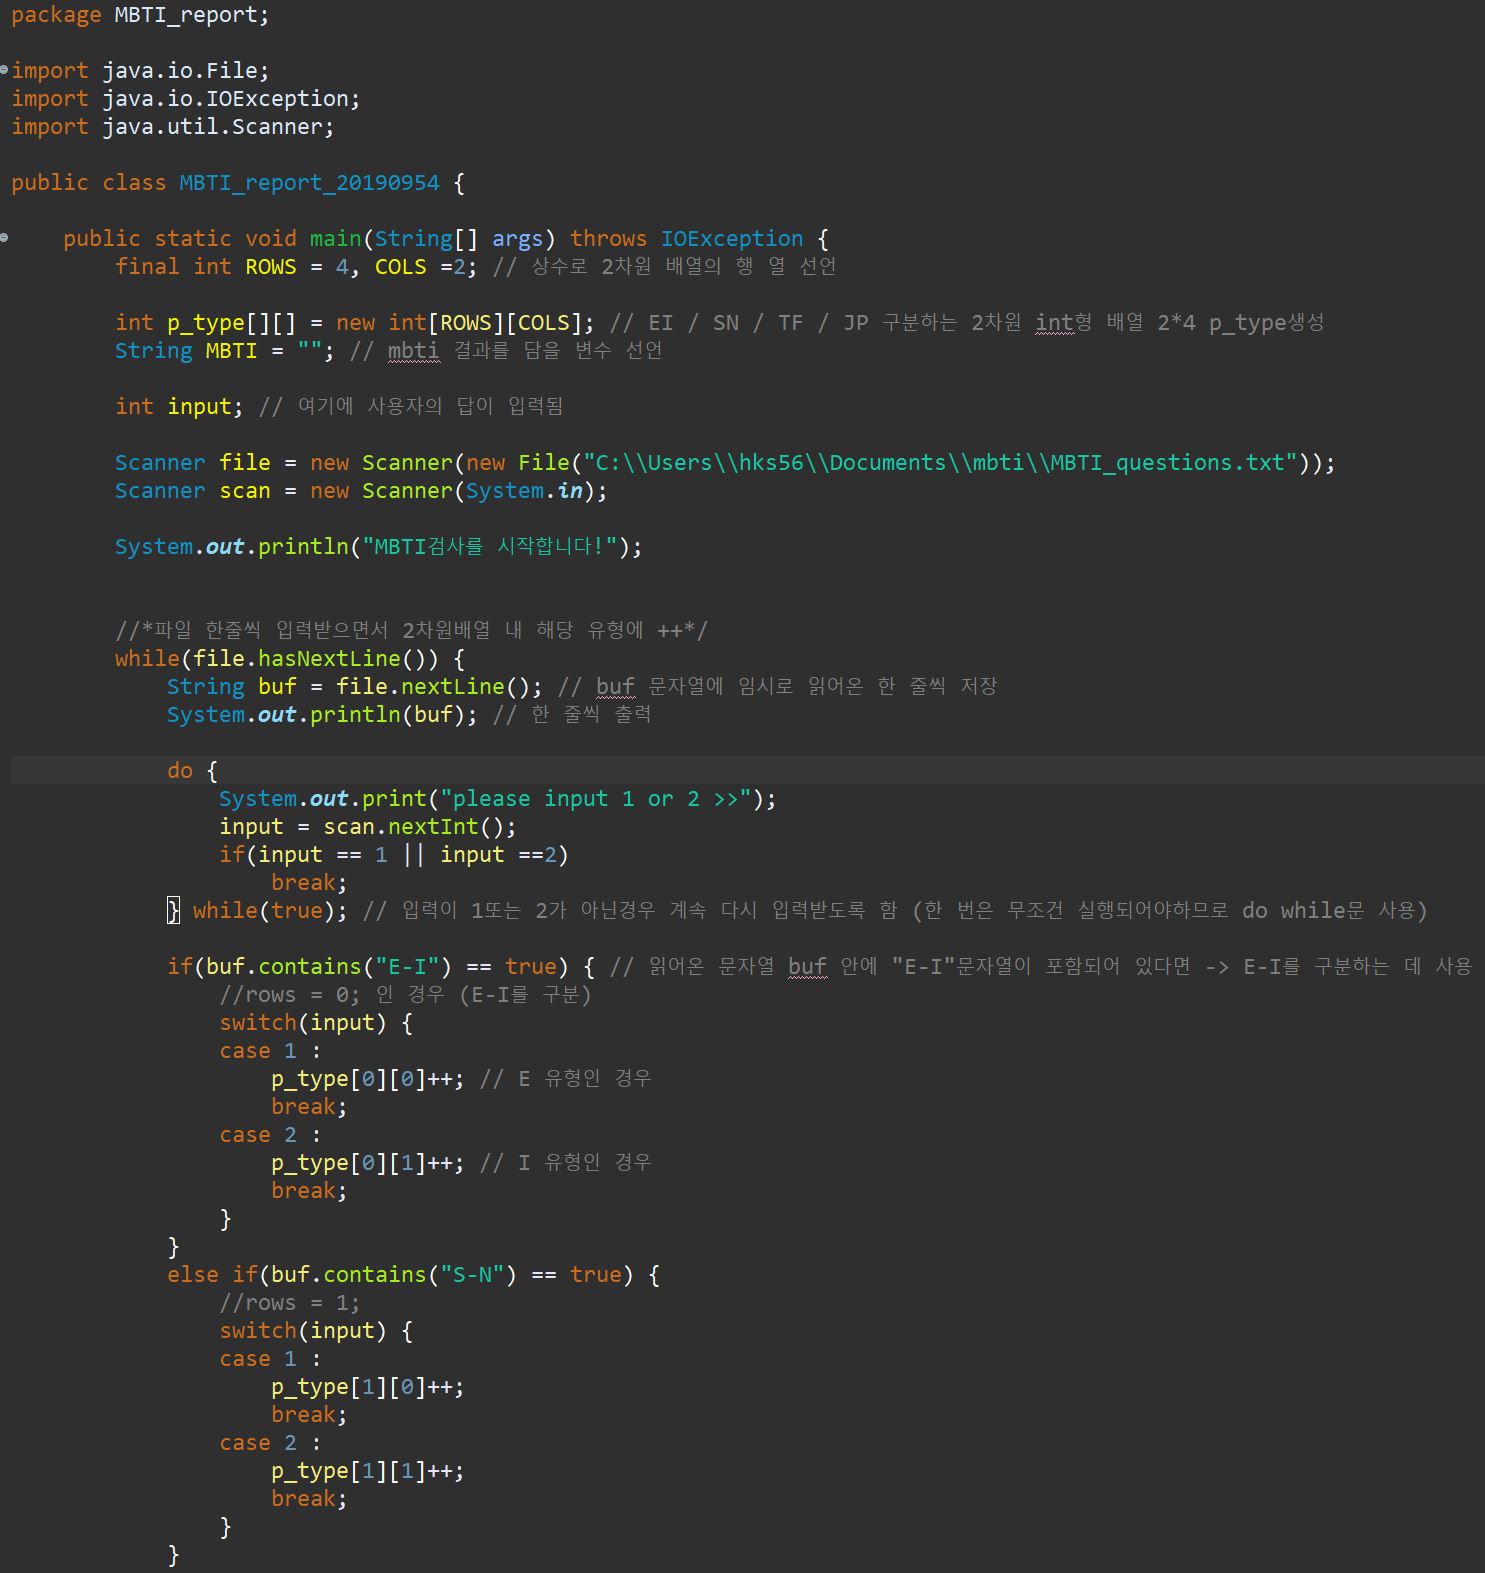 package MBTI_report;
import java.io.File;
import java.io.IOException;
import java.util.Scanner;
public class MBTI_report_20190954 {
public static void main(String[] args) throws IOException {
final int ROWS = 4, COLS =2; // 상수로 2차원 배열의 행 열 선언
int p_type[][] = new int[ROWS][COLS]; // EI / SN / TF / JP 구분하는 2차원 int형 배열 2*4 p_type생성
String MBTI = ""; // mbti 결과를 담을 변수 선언
int input; // 여기에 사용자의 답이 입력됨
Scanner file = new Scanner(new File("C:\\Users\\hks56\\Documents\\mbti\\MBTI_questions.txt"));
Scanner scan = new Scanner(System.in);
System.out.println("MBTI검사를 시작합니다!");
//*파일 한줄씩 입력받으면서 2차원배열 내 해당 유형에 ++*/
while(file.hasNextLine()) {
String buf = file.nextLine(); // buf 문자열에 임시로 읽어온 한 줄씩 저장
System.out.println(buf); // 한 줄씩 출력
do {
System.out.print("please input 1 or 2 >>");
input = scan.nextInt();
if(input == 1 || input ==2)
break;
} while(true); // 입력이 1또는 2가 아닌경우 계속 다시 입력받도록 함 (한 번은 무조건 실행되어야하므로 do while문 사용)
if(buf.contains("E-I") == true) { // 읽어온 문자열 buf 안에 "E-I"문자열이 포함되어 있다면 -> E-I를 구분하는 데 사용
//rows = 0; 인 경우 (E-I를 구분)
switch(input) {
case 1 :
p_type[0][0]++; // E 유형인 경우
break;
case 2 :
p_type[0][1]++; // I 유형인 경우
break;
}
}
else if(buf.contains("S-N") == true) {
//rows = 1;
switch(input) {
case 1 :
p_type[1][0]++;
break;
case 2 :
p_type[1][1]++;
break;
}
}